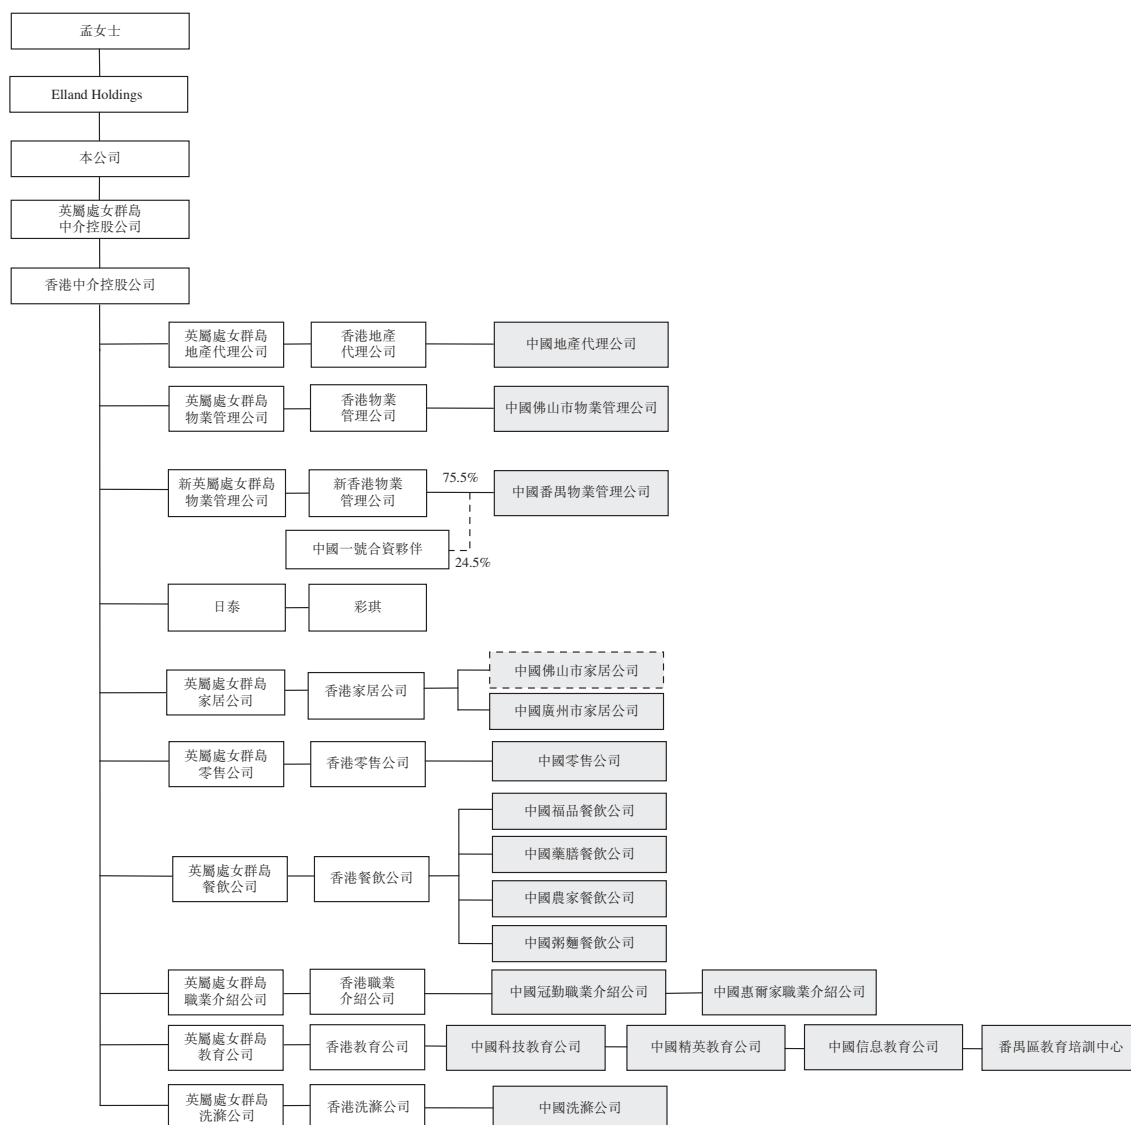 孟女士
Elland Holdings
本公司
英屬處女群島
中介控股公司
香港中介控股公司
英屬處女群島
地產代理公司
香港地產
代理公司
中國地產代理公司
英屬處女群島
物業管理公司
香港物業
管理公司
中國佛山市物業管理公司
新英屬處女群島
物業管理公司
新香港物業
管理公司
75.5%
中國番禺物業管理公司
中國一號合資夥伴
24.5%
日泰
彩琪
英屬處女群島
家居公司
香港家居公司
中國佛山市家居公司
中國廣州市家居公司
英屬處女群島
零售公司
香港零售公司
中國零售公司
英屬處女群島
餐飲公司
香港餐飲公司
中國福品餐飲公司
中國藥膳餐飲公司
中國農家餐飲公司
中國粥麵餐飲公司
英屬處女群島
職業介紹公司
香港職業
介紹公司
中國冠勤職業介紹公司
中國惠爾家職業介紹公司
英屬處女群島
教育公司
香港教育公司
中國科技教育公司
中國精英教育公司
中國信息教育公司
番禺區教育培訓中心
英屬處女群島
洗滌公司
香港洗滌公司
中國洗滌公司